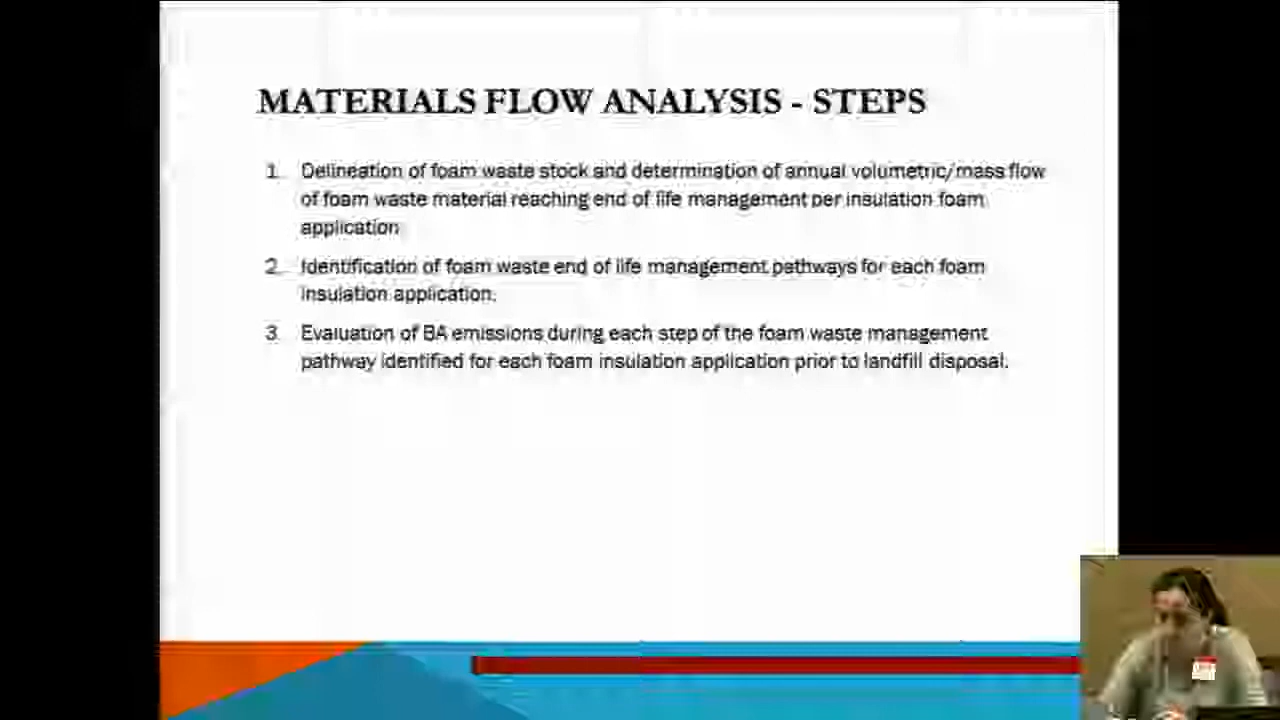 MATERIALS FLOW ANALYSIS - STEPS
1. Delineation of foam waste stock and determination of annual volumetric/mass flow
of foam waste material reaching end of life management per insulation foam
application
2. Identification of foam waste end of life management pathways for each foam
insulation application.
3. Evaluation of BA emissions during each step of the foam waste management
pathway identified for each foam insulation application prior to landfill disposal.